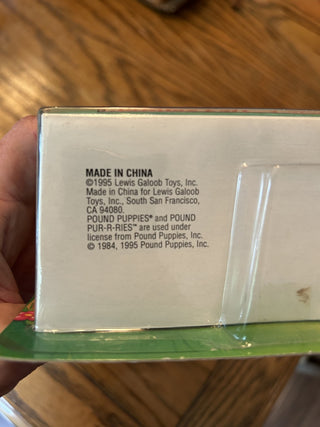 MADE IN CHINA
©1995 Lewis Galoob Toys, Inc.
Made in China for Lewis Galoob
Toys, Inc., South San Francisco,
CA 94080.
POUND PUPPIES® and POUND
PUR-R-RIES™ are used under
license from Pound Puppies, Inc.
© 1984, 1995 Pound Puppies, Inc.